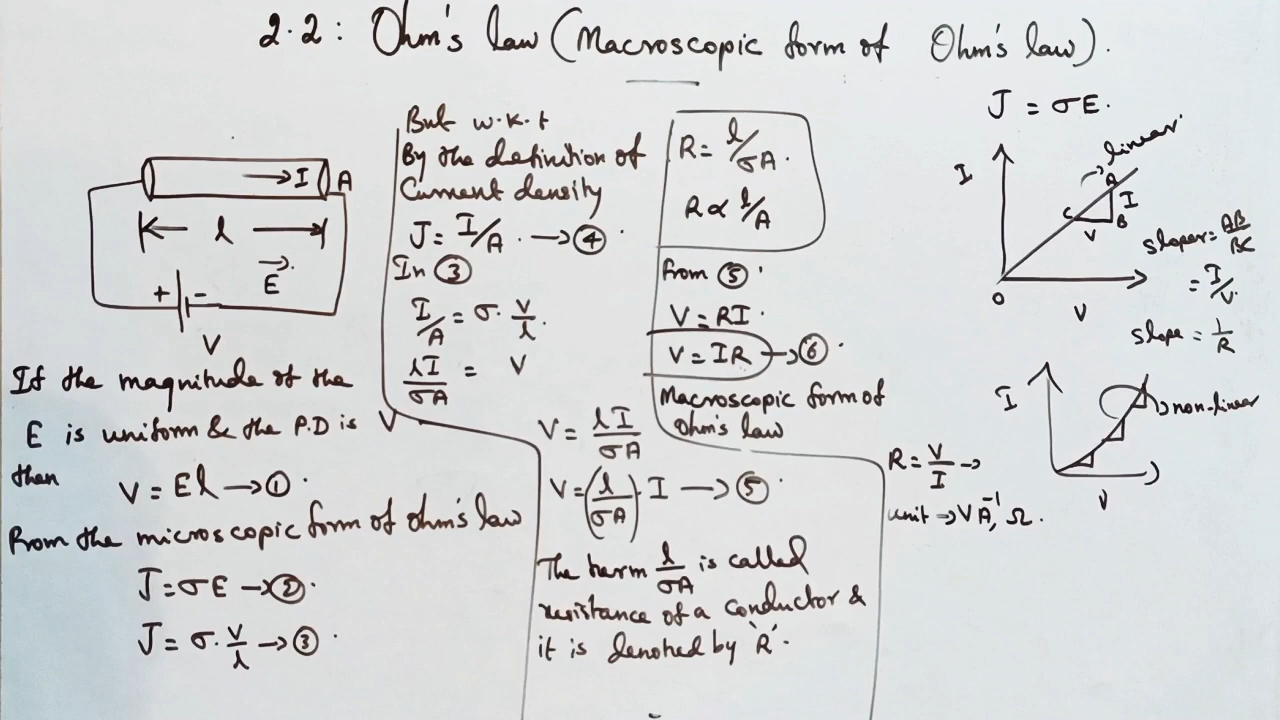 2.2: Ohm's law (Macroscopic form of Ohm's law).
→I A
← l →
E⃗
+ -
V
If the magnitude of the
E is uniform & the P.D is V
then
V = El → ①.
From the microscopic form of ohm's law
J = σE → ②.
J = σ. V/l → ③.
But w.k.t
By the definition of
Current density
J = I/A. → ④.
In ③
I/A = σ. V/l.
lI/σA = V
V = lI/σA
V = (l/σA). I → ⑤.
The term l/σA is called
resistance of a conductor &
it is denoted by 'R'.
R = l/σA.
R ∝ l/A
From ⑤.
V = RI.
V = IR → ⑥.
Macroscopic form of
Ohm's law
J = σE.
linear
I
A
I
C
B
V
O
V
slope = AB/BC
= I/V.
slope = 1/R
I
non-linear
V
R = V/I →
unit → VA⁻¹, Ω.